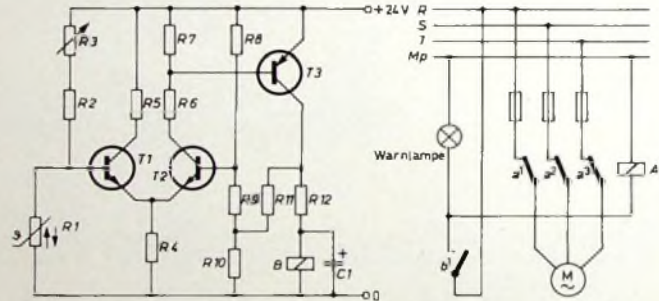 +24V
R
S
T
Mp
R3
R7
R8
T3
R2
R5
R6
T1
T2
Warnlampe
a¹
a²
a³
A
R1
ϑ
R9
R11
R12
R4
R10
B
+
C1
b¹
M
~
0